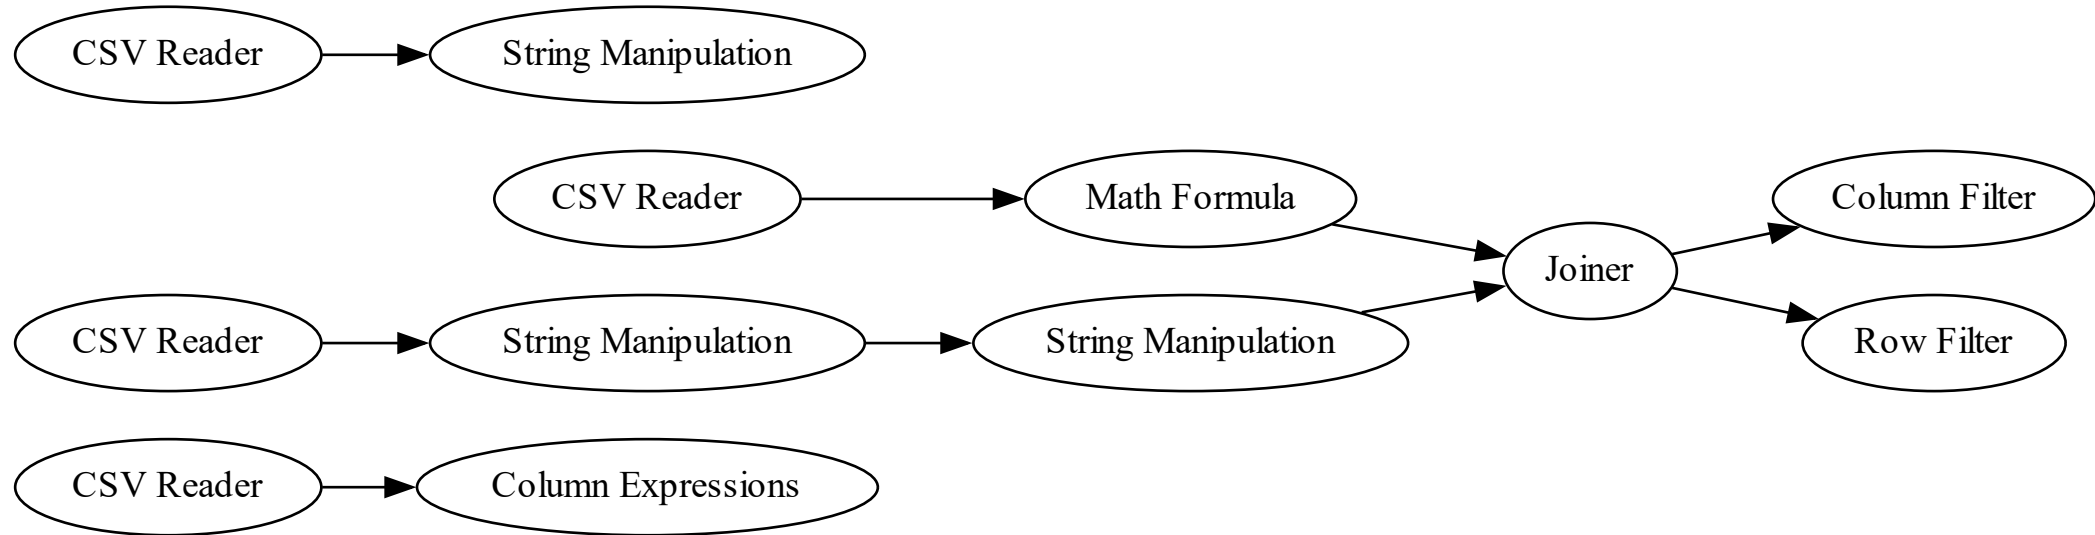 CSV Reader
String Manipulation
CSV Reader
Math Formula
Column Filter
Joiner
CSV Reader
String Manipulation
String Manipulation
Row Filter
CSV Reader
Column Expressions